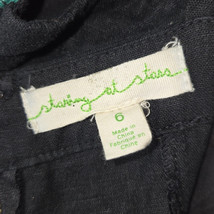 staring at stars
6
Made in
China
Fabriqué en
Chine